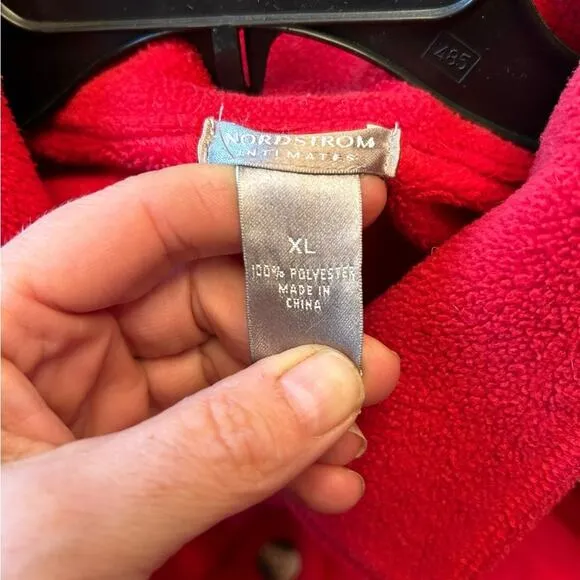 485
NORDSTROM
INTIMATES
XL
100% POLYESTER
MADE IN
CHINA